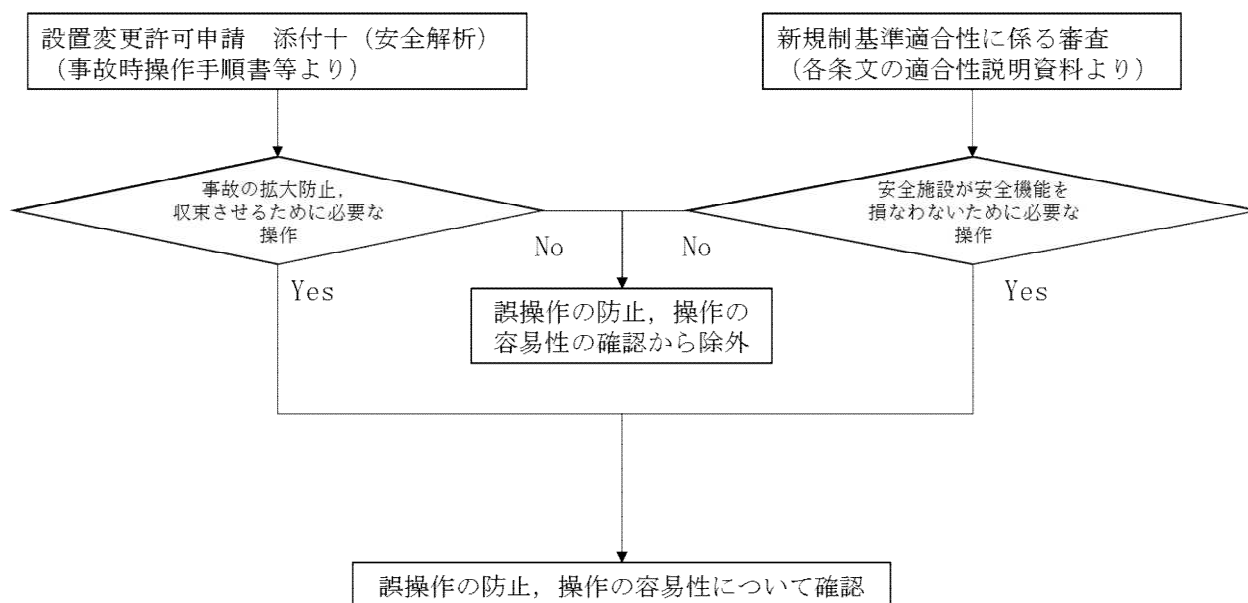 設置変更許可申請　添付十（安全解析）
（事故時操作手順書等より）
新規制基準適合性に係る審査
（各条文の適合性説明資料より）
事故の拡大防止，
収束させるために必要な
操作
安全施設が安全機能を
損なわないために必要な
操作
No
No
Yes
Yes
誤操作の防止，操作の
容易性の確認から除外
誤操作の防止，操作の容易性について確認